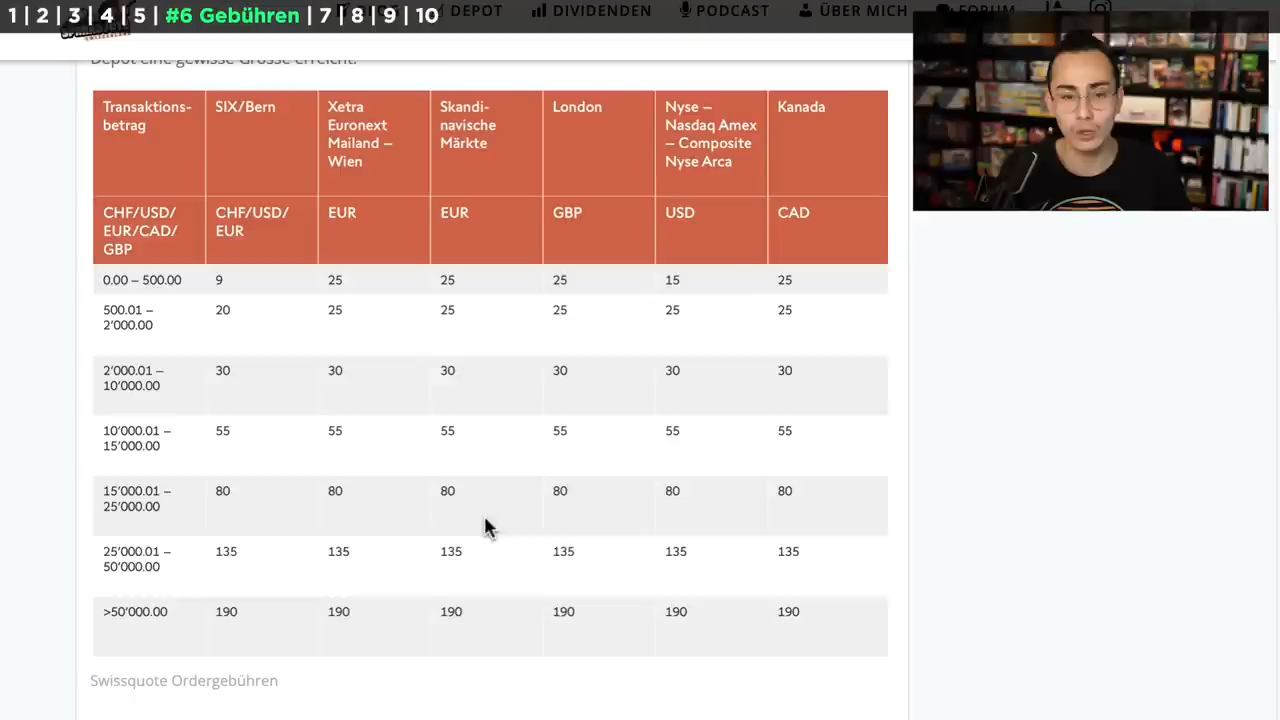 1 | 2 | 3 | 4 | 5 | #6 Gebühren | 7 | 8 | 9 | 10
DEPOT
DIVIDENDEN
PODCAST
ÜBER MICH
FORUM
Depot eine gewisse Grösse erreicht.
Transaktions-
betrag
SIX/Bern
Xetra
Euronext
Mailand –
Wien
Skandi-
navische
Märkte
London
Nyse –
Nasdaq Amex
– Composite
Nyse Arca
Kanada
CHF/USD/
EUR/CAD/
GBP
CHF/USD/
EUR
EUR
EUR
GBP
USD
CAD
0.00 – 500.00
9
25
25
25
15
25
500.01 –
2’000.00
20
25
25
25
25
25
2’000.01 –
10’000.00
30
30
30
30
30
30
10’000.01 –
15’000.00
55
55
55
55
55
55
15’000.01 –
25’000.00
80
80
80
80
80
80
25’000.01 –
50’000.00
135
135
135
135
135
135
>50’000.00
190
190
190
190
190
190
Swissquote Ordergebühren